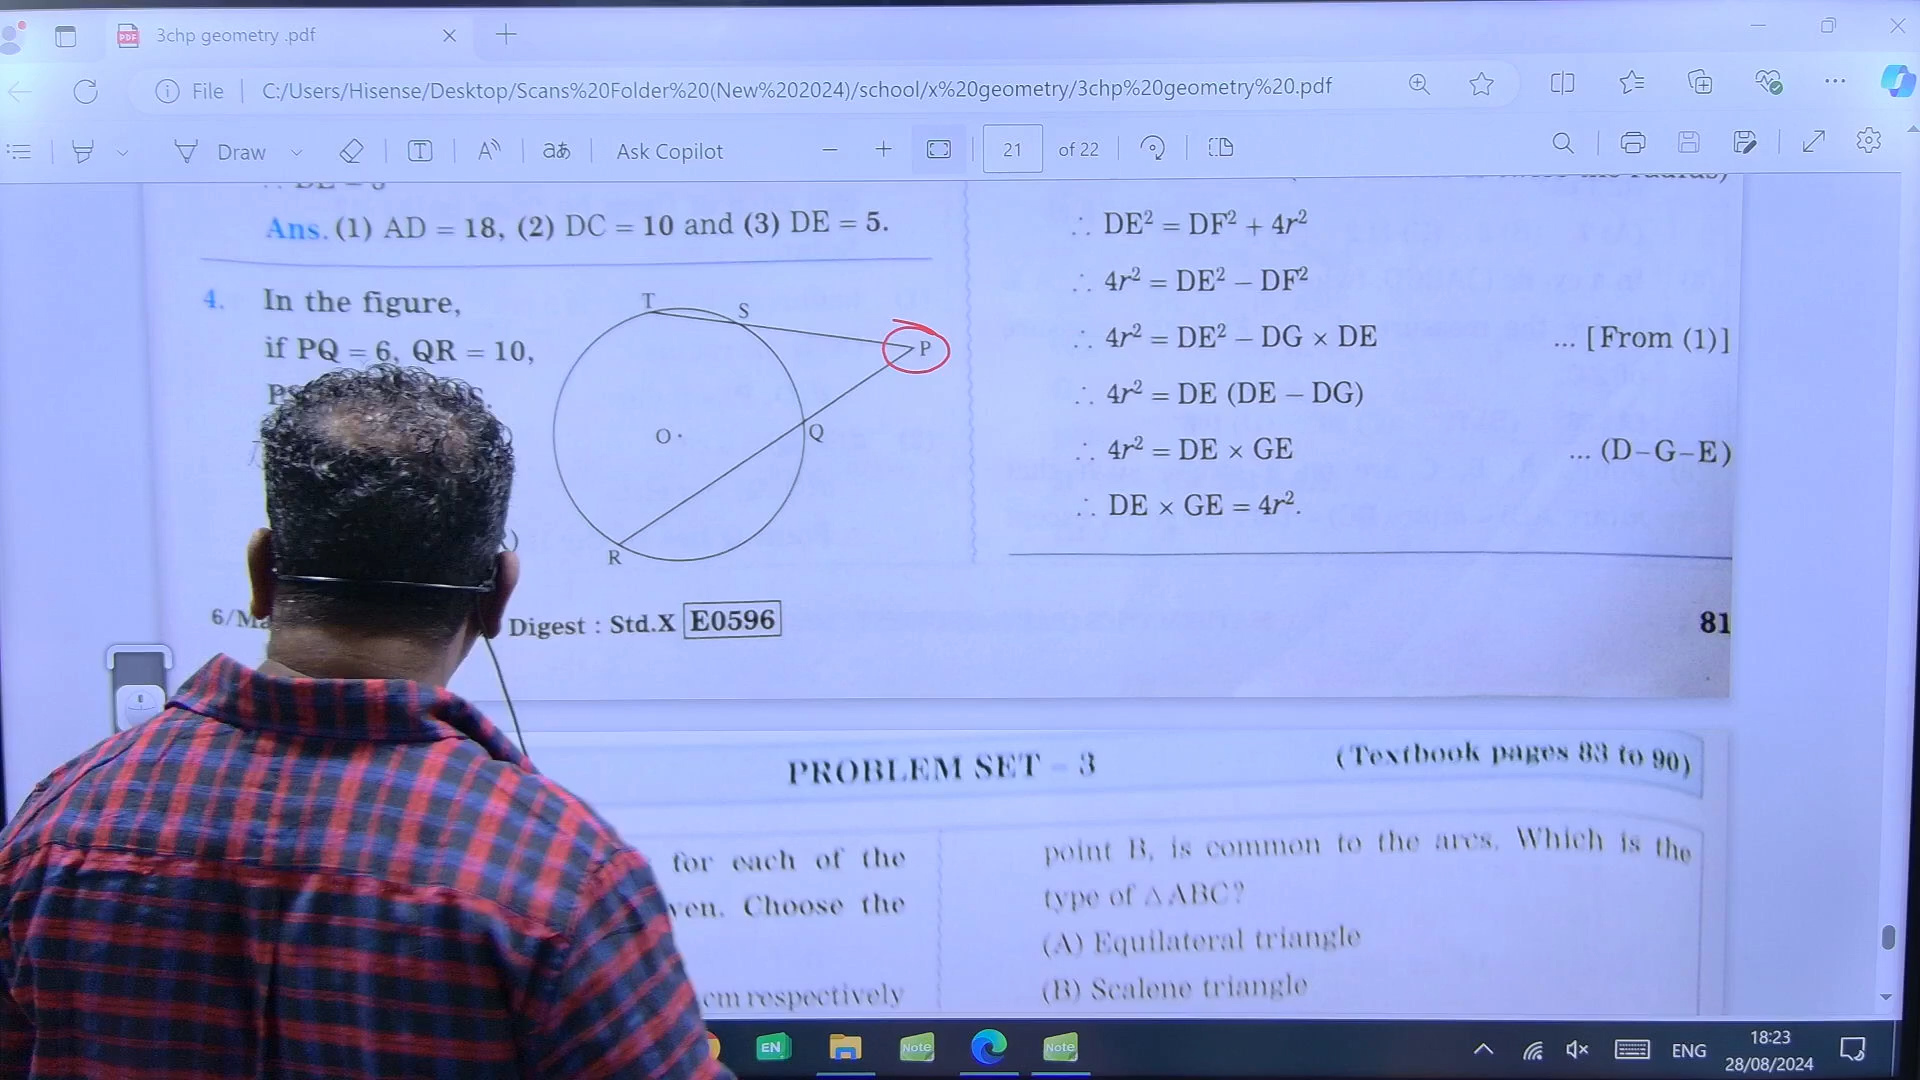 3chp geometry .pdf
File
C:/Users/Hisense/Desktop/Scans%20Folder%20(New%202024)/school/x%20geometry/3chp%20geometry%20.pdf
Draw
Ask Copilot
21 of 22
Ans. (1) AD = 18, (2) DC = 10 and (3) DE = 5.
4. In the figure,
if PQ = 6, QR = 10,
T
S
P
O
Q
R
Digest : Std.X E0596
∴ DE² = DF² + 4r²
∴ 4r² = DE² – DF²
∴ 4r² = DE² – DG × DE ... [From (1)]
∴ 4r² = DE (DE – DG)
∴ 4r² = DE × GE ... (D–G–E)
∴ DE × GE = 4r².
81
PROBLEM SET – 3 (Textbook pages 83 to 90)
for each of the
Choose the
cm respectively
point B, is common to the arcs. Which is the
type of △ABC?
(A) Equilateral triangle
(B) Scalene triangle
EN
Note
Note
ENG
18:23
28/08/2024